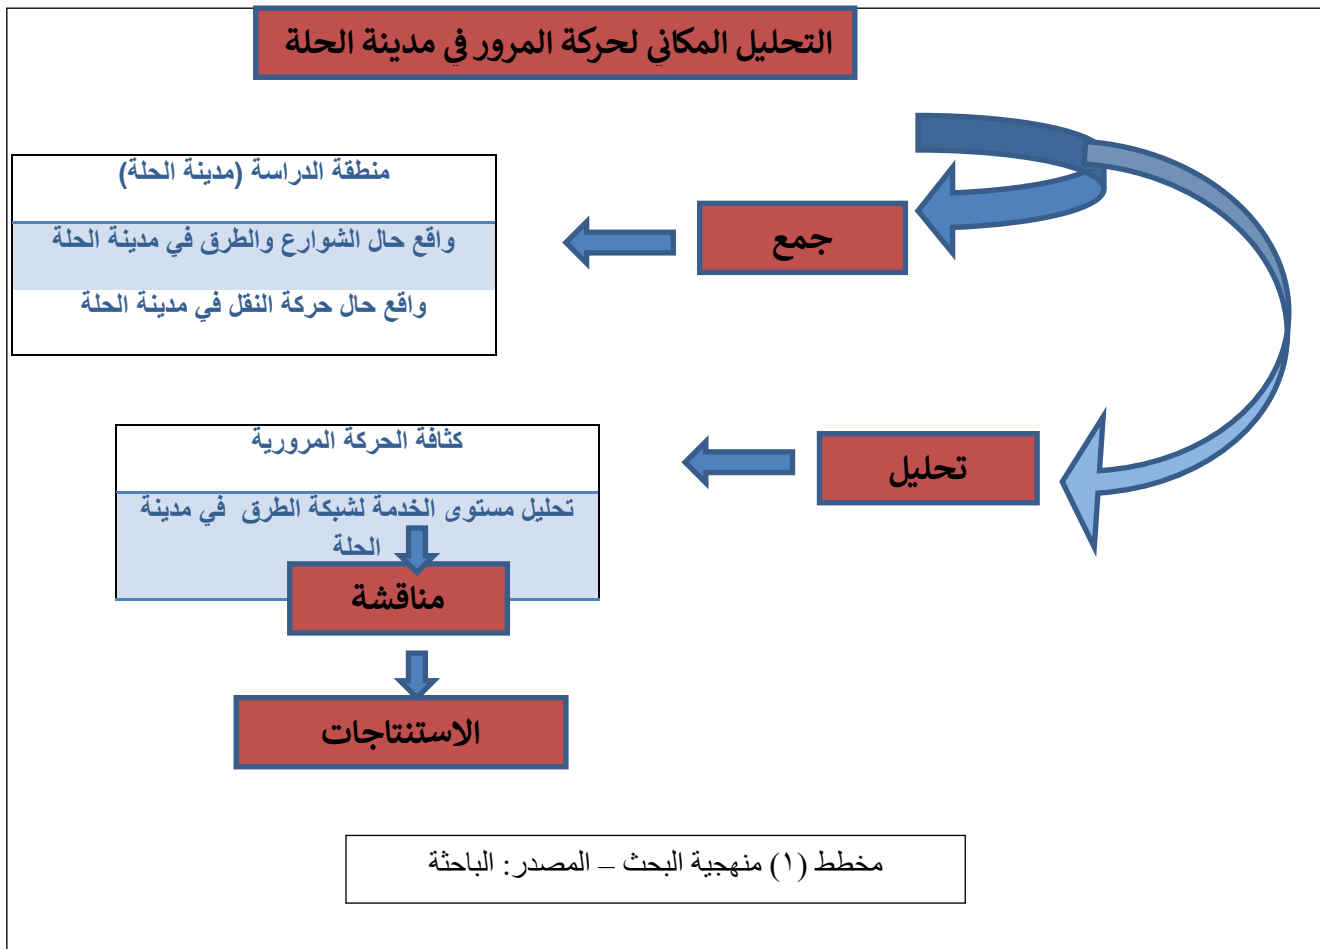 التحليل المكاني لحركة المرور في مدينة الحلة
جمع
منطقة الدراسة (مدينة الحلة)
واقع حال الشوارع والطرق في مدينة الحلة
واقع حال حركة النقل في مدينة الحلة
تحليل
كثافة الحركة المرورية
تحليل مستوى الخدمة لشبكة الطرق في مدينة
الحلة
مناقشة
الاستنتاجات
مخطط (١) منهجية البحث – المصدر: الباحثة